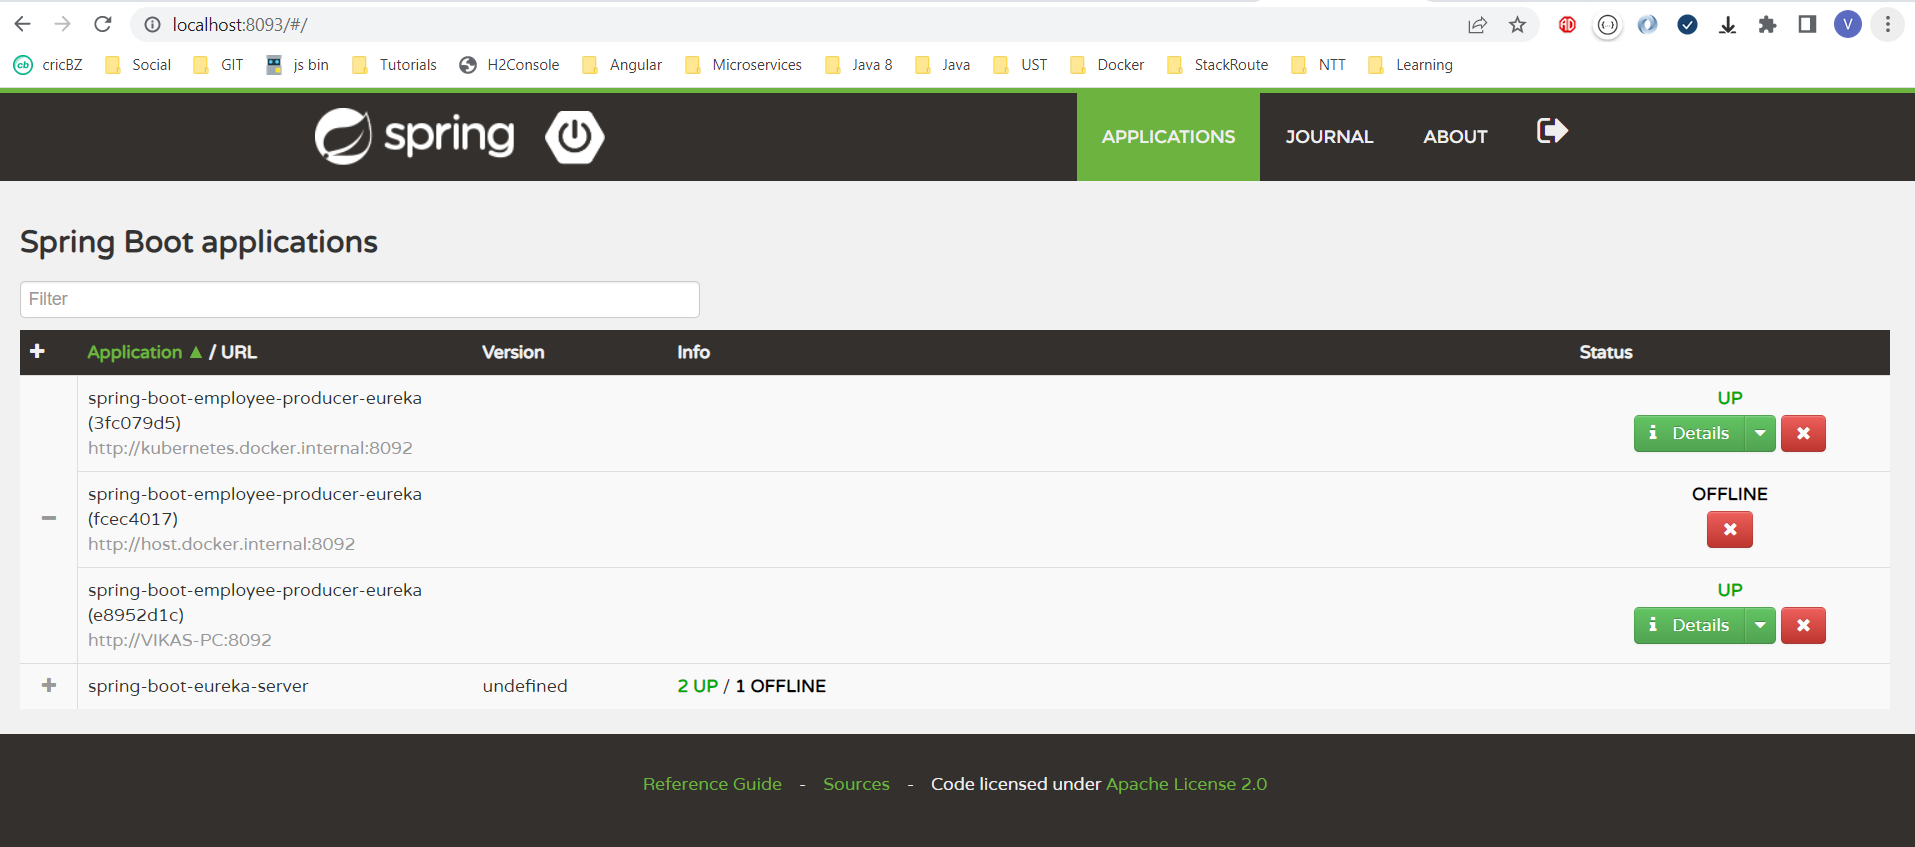 localhost:8093/#/
AD
{···}
V
cb cricBZ Social GIT js bin Tutorials H2Console Angular Microservices Java 8 Java UST Docker StackRoute NTT Learning
spring APPLICATIONS JOURNAL ABOUT
Spring Boot applications
Filter
Application ▲ / URL Version Info Status
spring-boot-employee-producer-eureka UP
(3fc079d5)
http://kubernetes.docker.internal:8092
i Details
spring-boot-employee-producer-eureka OFFLINE
(fcec4017)
http://host.docker.internal:8092
spring-boot-employee-producer-eureka UP
(e8952d1c)
http://VIKAS-PC:8092
i Details
spring-boot-eureka-server undefined 2 UP / 1 OFFLINE
Reference Guide - Sources - Code licensed under Apache License 2.0